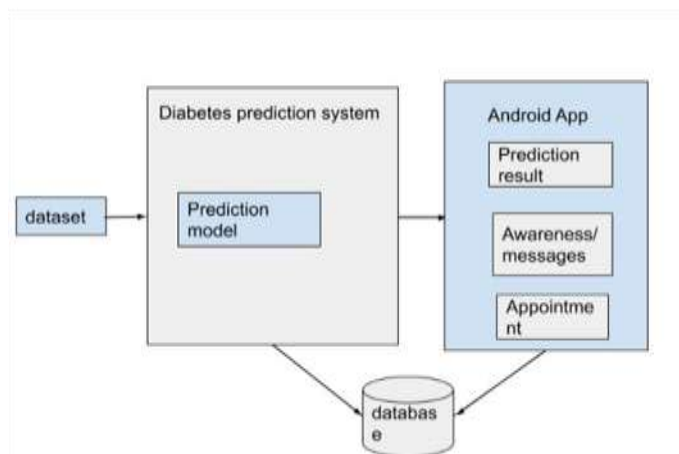 Diabetes prediction system
Android App
Prediction
result
dataset
Prediction
model
Awareness/
messages
Appointme
nt
databas
e